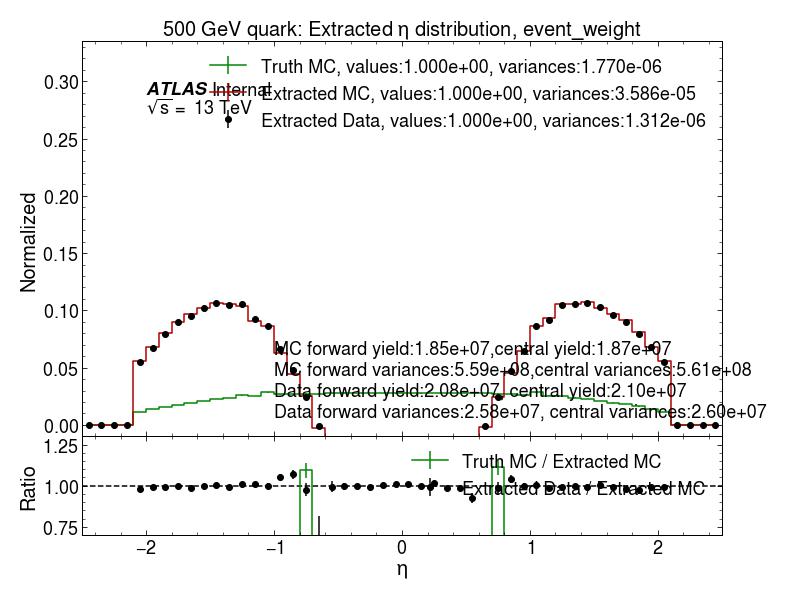 500 GeV quark: Extracted η distribution, event_weight
Truth MC, values:1.000e+00, variances:1.770e-06
ATLAS Internal
Extracted MC, values:1.000e+00, variances:3.586e-05
√s = 13 TeV
Extracted Data, values:1.000e+00, variances:1.312e-06
0.30
0.25
0.20
0.15
0.10
0.05
0.00
Normalized
MC forward yield:1.85e+07,central yield:1.87e+07
MC forward variances:5.59e+08,central variances:5.61e+08
Data forward yield:2.08e+07, central yield:2.10e+07
Data forward variances:2.58e+07, central variances:2.60e+07
1.25
1.00
0.75
Ratio
Truth MC / Extracted MC
Extracted Data / Extracted MC
−2 −1 0 1 2
η